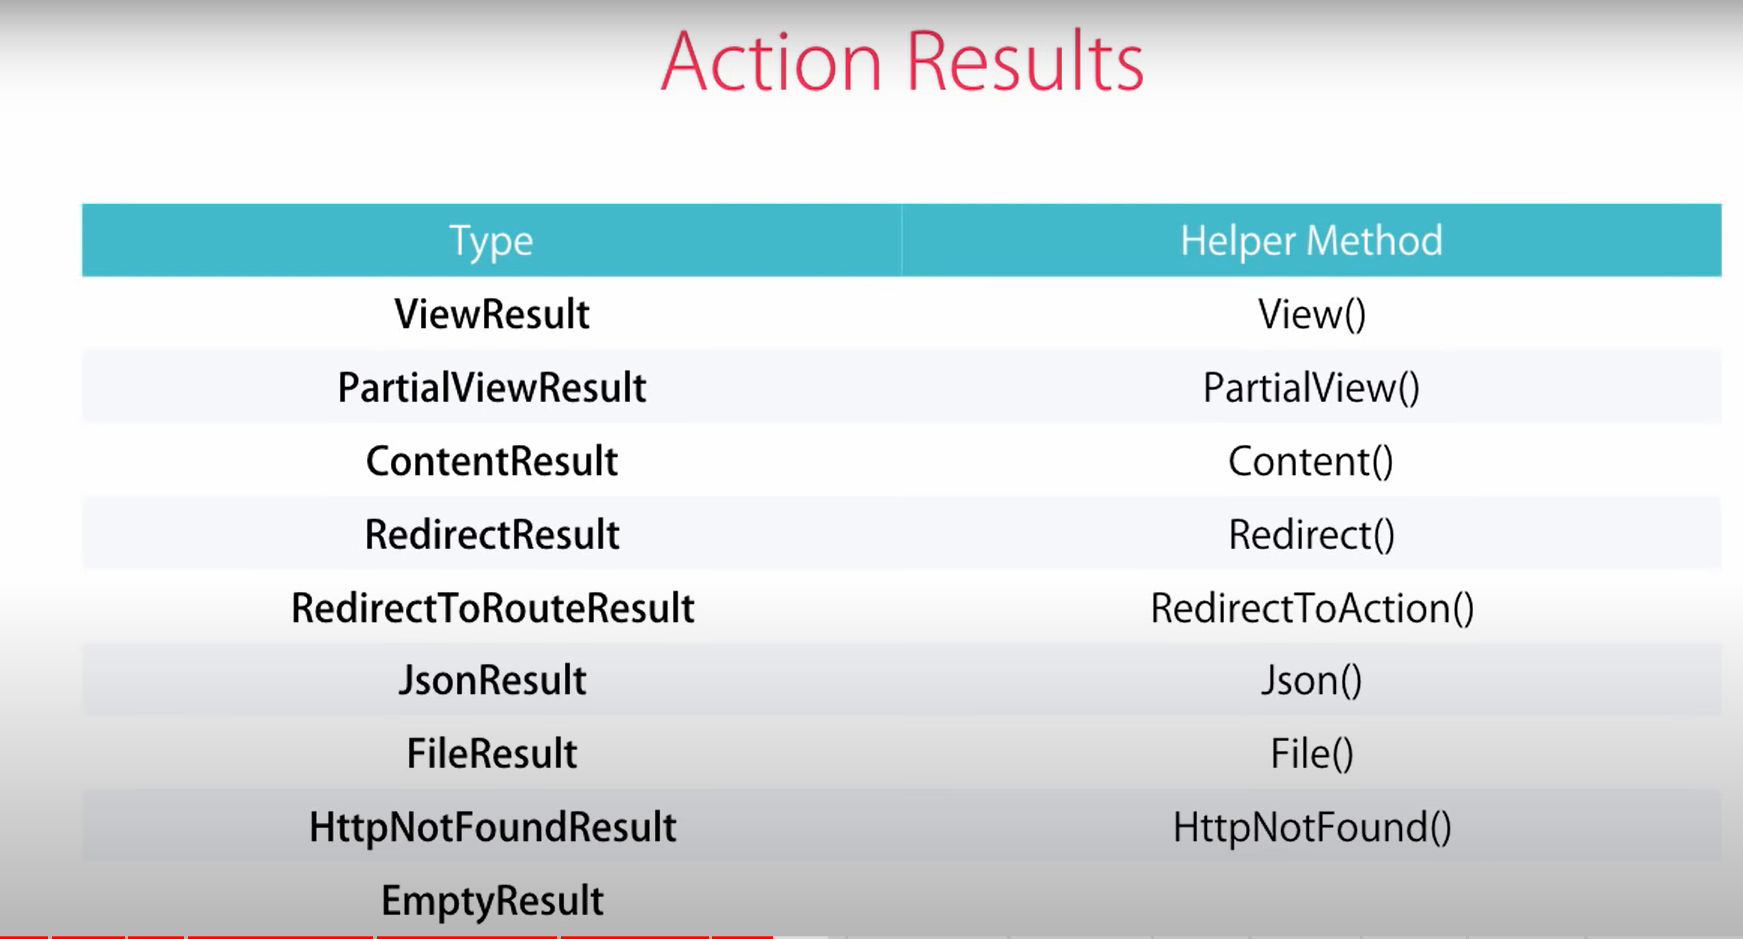 Action Results
Type Helper Method
ViewResult View()
PartialViewResult PartialView()
ContentResult Content()
RedirectResult Redirect()
RedirectToRouteResult RedirectToAction()
JsonResult Json()
FileResult File()
HttpNotFoundResult HttpNotFound()
EmptyResult